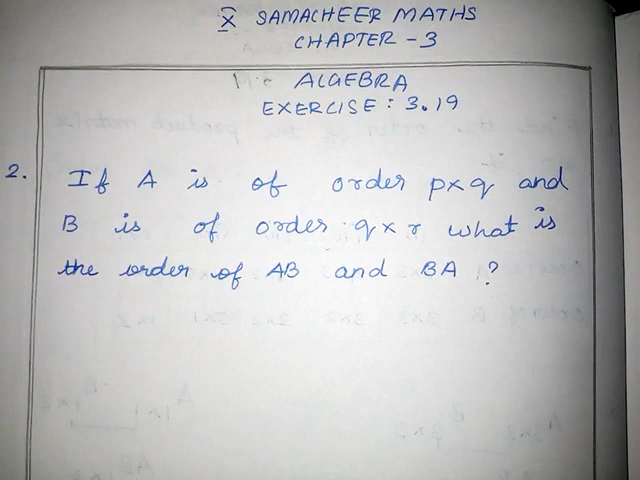 X SAMACHEER MATHS
CHAPTER - 3
ALGEBRA
EXERCISE : 3.19
2. If A is of order p×q and
B is of order q×r what is
the order of AB and BA ?